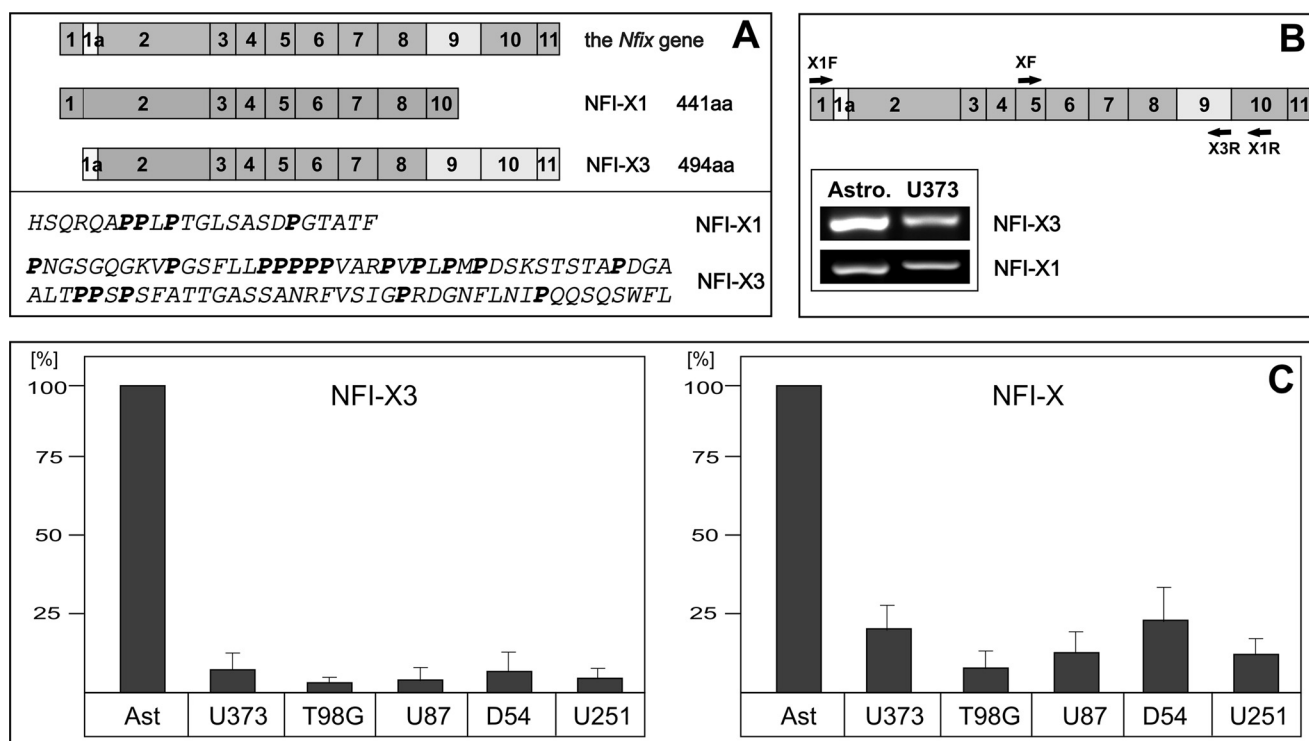 1 1a 2 3 4 5 6 7 8 9 10 11 the Nfix gene A
1 2 3 4 5 6 7 8 10 NFI-X1 441aa
1a 2 3 4 5 6 7 8 9 10 11 NFI-X3 494aa
HSQRQAPPLPTGLSASDPGTATF NFI-X1
PNGSGQGKVPGSFLLPPPPPVARPVPLPMPDSKSTSTAPDGA
AALTPPSPSFATTGASSANRFVSIGPRDGNFLNIPQQSQSWFL NFI-X3
B
X1F XF
1 1a 2 3 4 5 6 7 8 9 10 11
X3R X1R
Astro. U373
NFI-X3
NFI-X1
[%]
NFI-X3
100
75
50
25
Ast U373 T98G U87 D54 U251
[%]
NFI-X
C
100
75
50
25
Ast U373 T98G U87 D54 U251